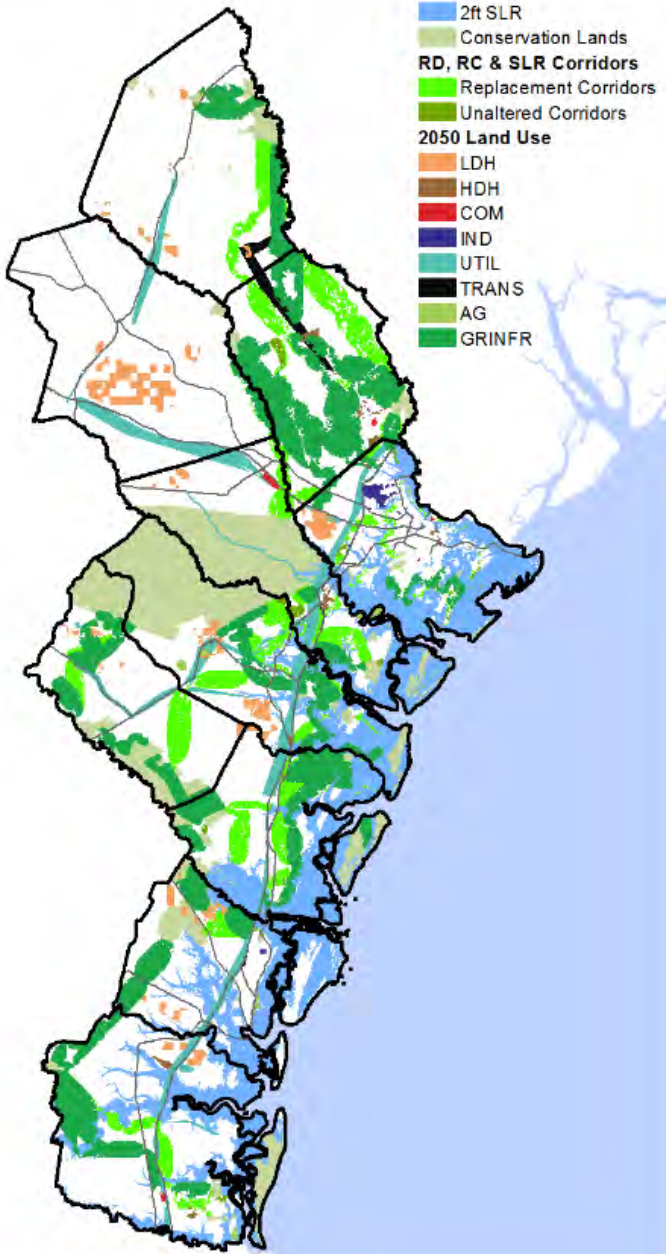 2ft SLR
Conservation Lands
RD, RC & SLR Corridors
Replacement Corridors
Unaltered Corridors
2050 Land Use
LDH
HDH
COM
IND
UTIL
TRANS
AG
GRINFR